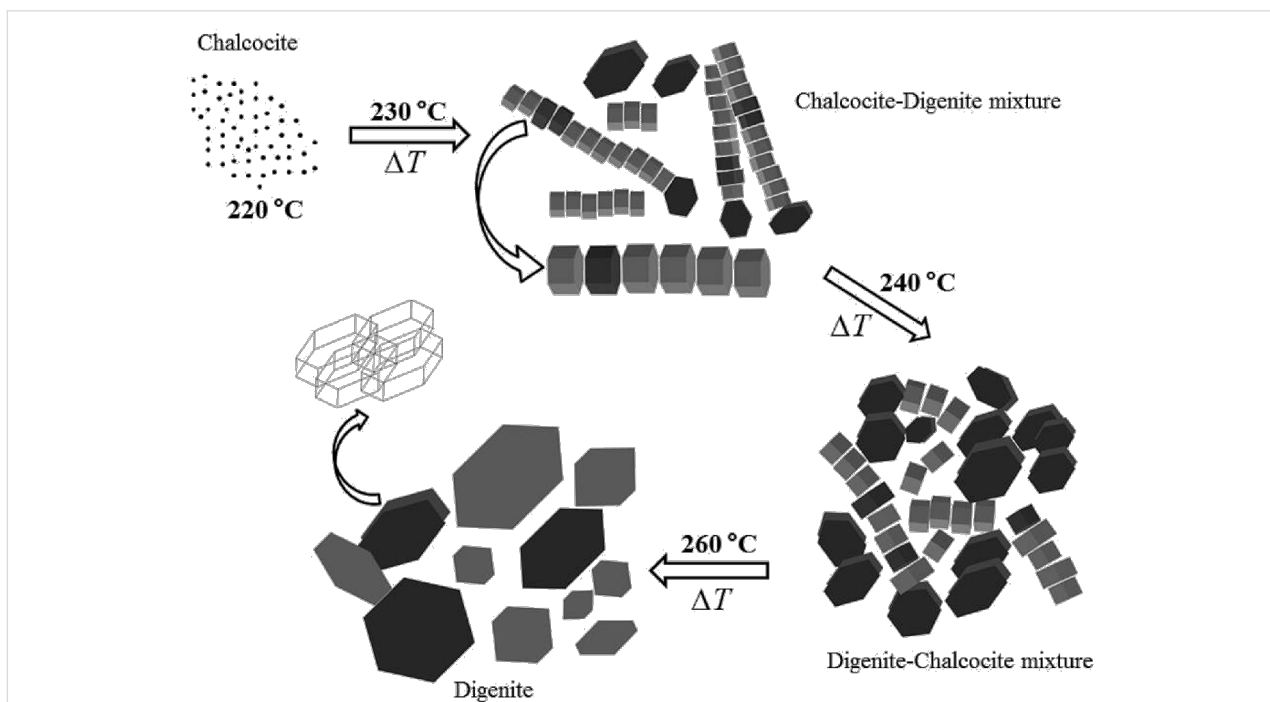 Chalcocite
220 °C
230 °C
ΔT
Chalcocite-Digenite mixture
240 °C
ΔT
Digenite-Chalcocite mixture
260 °C
ΔT
Digenite